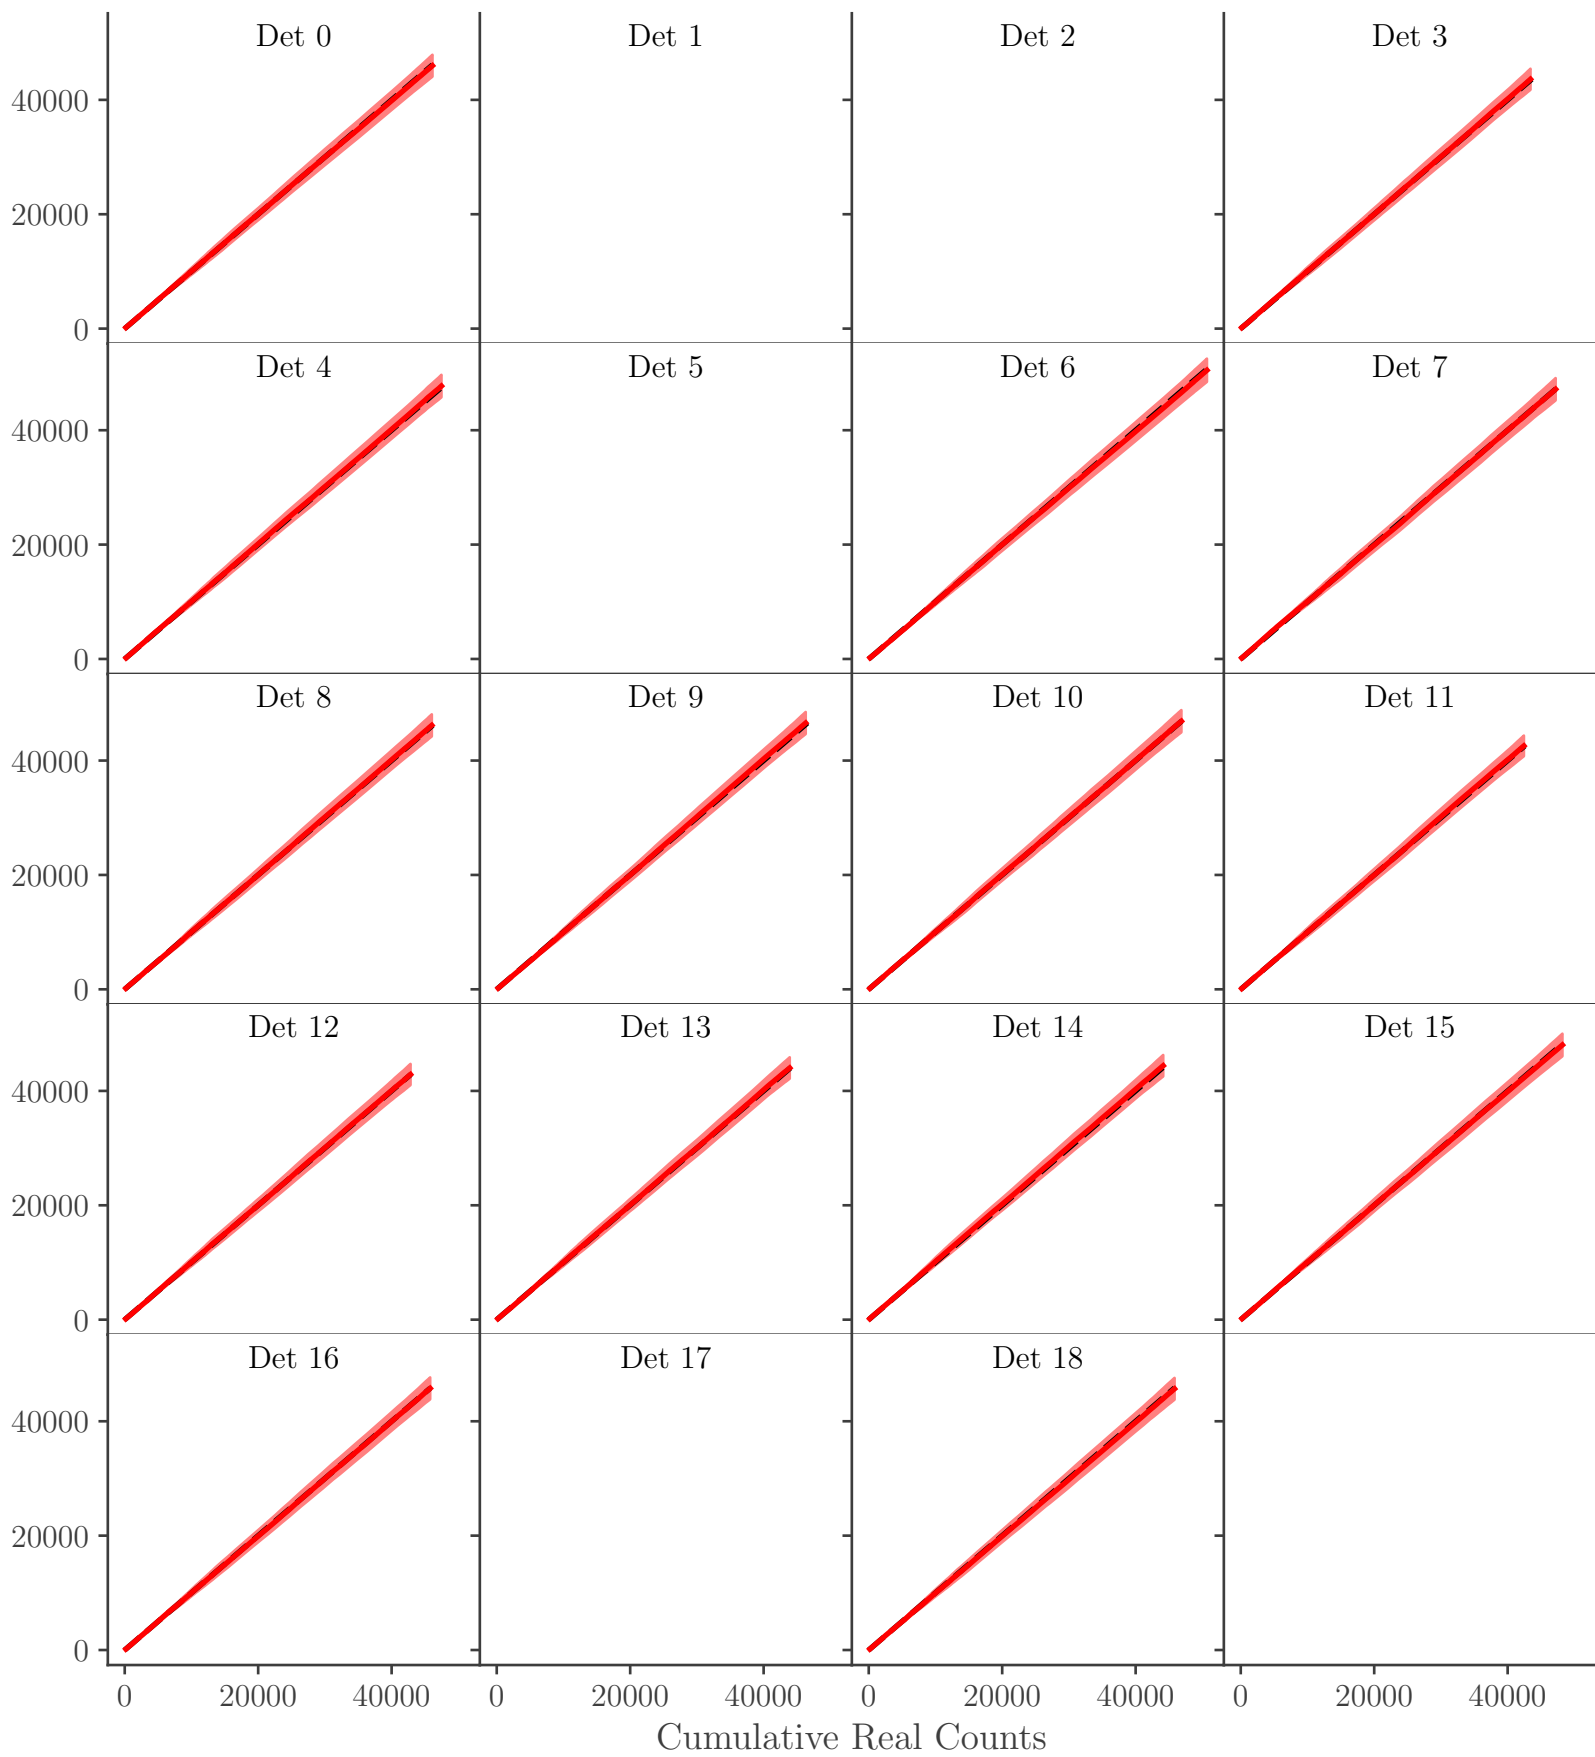 Det 0 Det 1 Det 2 Det 3
40000
20000
0
Det 4 Det 5 Det 6 Det 7
40000
20000
0
Det 8 Det 9 Det 10 Det 11
40000
20000
0
Det 12 Det 13 Det 14 Det 15
40000
20000
0
Det 16 Det 17 Det 18
40000
20000
0
0 20000 40000 0 20000 40000 0 20000 40000 0 20000 40000
Cumulative Real Counts